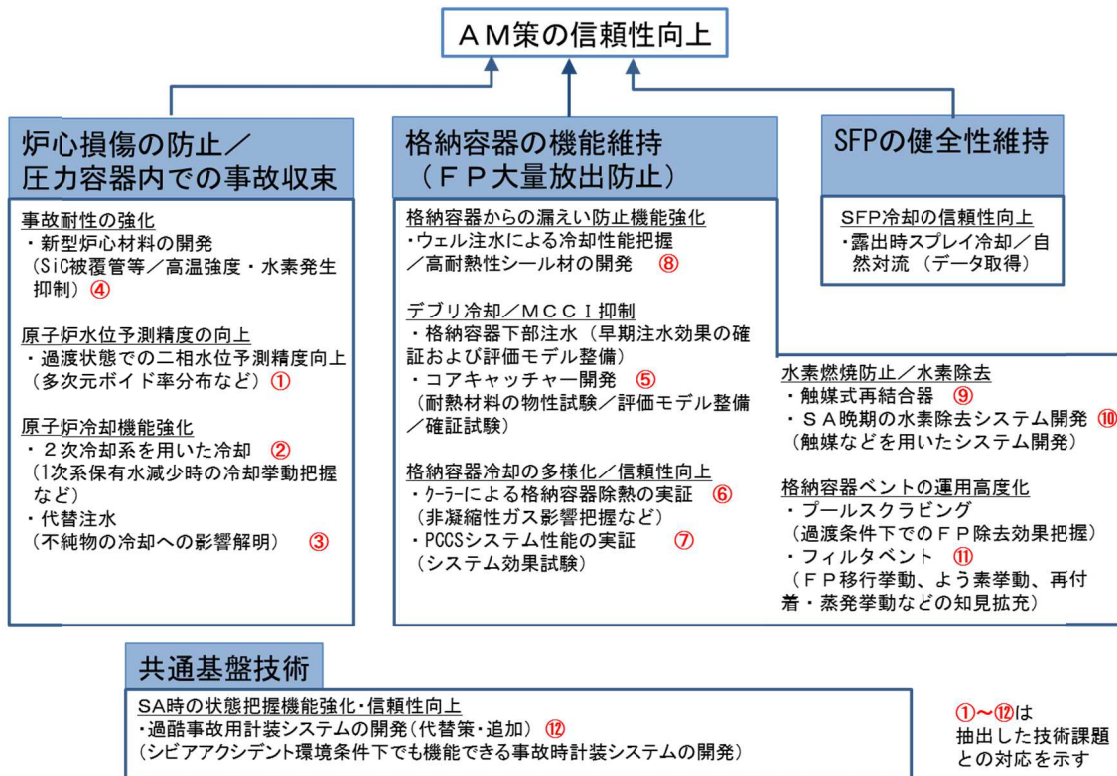 AM策の信頼性向上
炉心損傷の防止／
圧力容器内での事故収束
事故耐性の強化
・新型炉心材料の開発
(SiC被覆管等／高温強度・水素発生
抑制) ④
原子炉水位予測精度の向上
・過渡状態での二相水位予測精度向上
(多次元ボイド率分布など) ①
原子炉冷却機能強化
・２次冷却系を用いた冷却 ②
(1次系保有水減少時の冷却挙動把握
など)
・代替注水
(不純物の冷却への影響解明) ③
格納容器の機能維持
（ＦＰ大量放出防止）
格納容器からの漏えい防止機能強化
・ウェル注水による冷却性能把握
／高耐熱性シール材の開発 ⑧
デブリ冷却／ＭＣＣＩ抑制
・格納容器下部注水（早期注水効果の確
証および評価モデル整備）
・コアキャッチャー開発 ⑤
(耐熱材料の物性試験／評価モデル整備
／確証試験)
格納容器冷却の多様化／信頼性向上
・ｸｰﾗｰによる格納容器除熱の実証 ⑥
(非凝縮性ガス影響把握など)
・PCCSシステム性能の実証 ⑦
(システム効果試験)
水素燃焼防止／水素除去
・触媒式再結合器 ⑨
・ＳＡ晩期の水素除去システム開発 ⑩
(触媒などを用いたシステム開発)
格納容器ベントの運用高度化
・プールスクラビング
(過渡条件下でのＦＰ除去効果把握)
・フィルタベント ⑪
(ＦＰ移行挙動、よう素挙動、再付
着・蒸発挙動などの知見拡充)
SFPの健全性維持
SFP冷却の信頼性向上
・露出時スプレイ冷却／自
然対流 (データ取得)
共通基盤技術
SA時の状態把握機能強化･信頼性向上
・過酷事故用計装システムの開発(代替策･追加) ⑫
(シビアアクシデント環境条件下でも機能できる事故時計装システムの開発)
①～⑫は
抽出した技術課題
との対応を示す